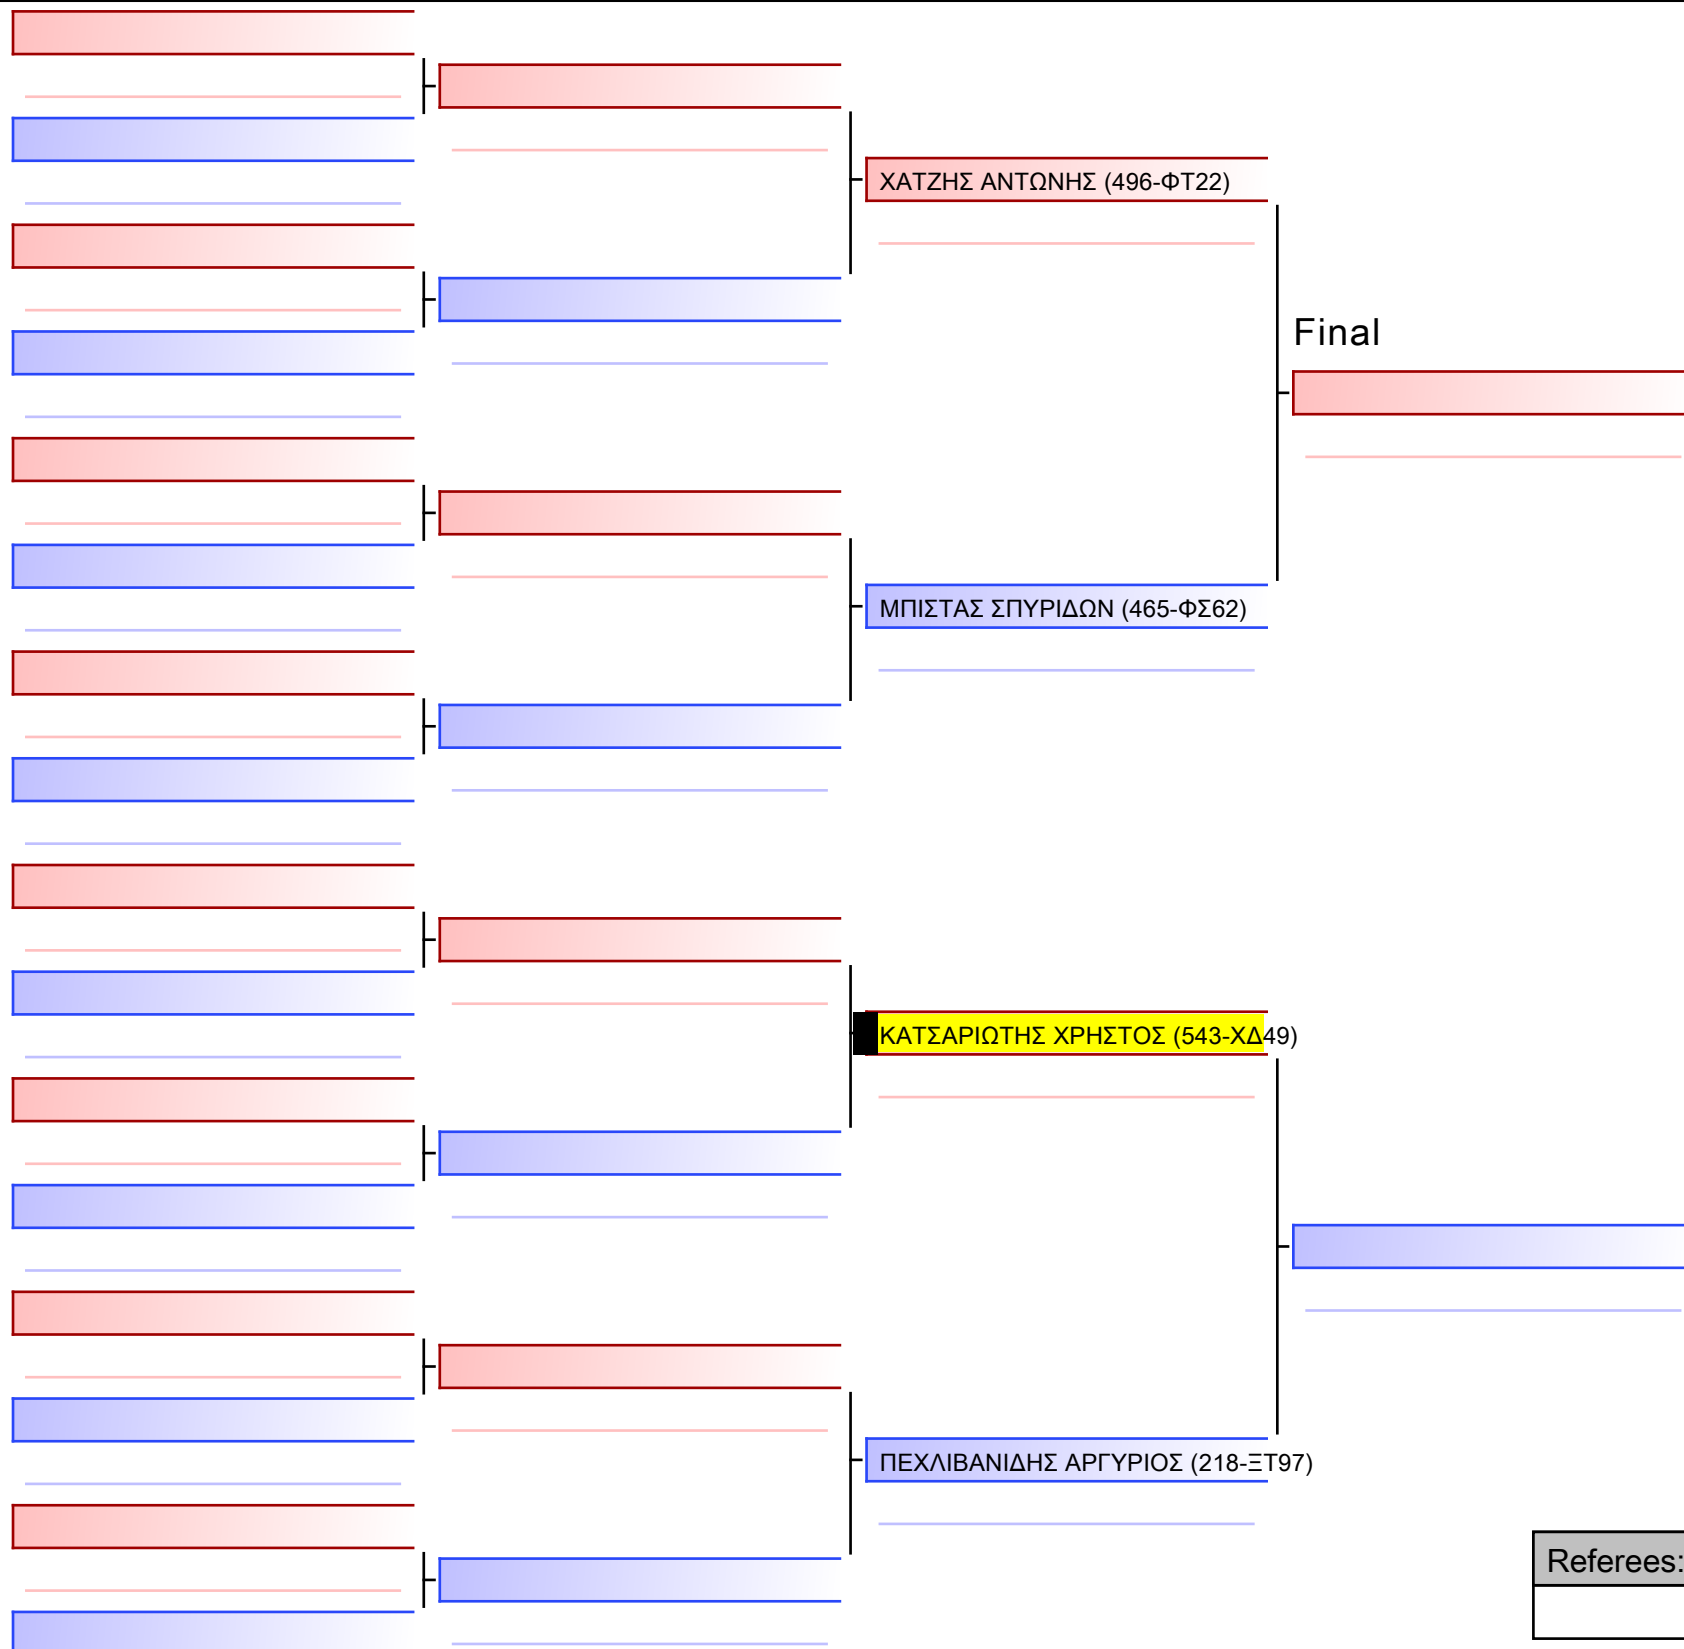 ΧΑΤΖΗΣ ΑΝΤΩΝΗΣ (496-ΦΤ22)
Final
ΜΠΙΣΤΑΣ ΣΠΥΡΙΔΩΝ (465-ΦΣ62)
ΚΑΤΣΑΡΙΩΤΗΣ ΧΡΗΣΤΟΣ (543-ΧΔ49)
ΠΕΧΛΙΒΑΝΙΔΗΣ ΑΡΓΥΡΙΟΣ (218-ΞΤ97)
Referees: